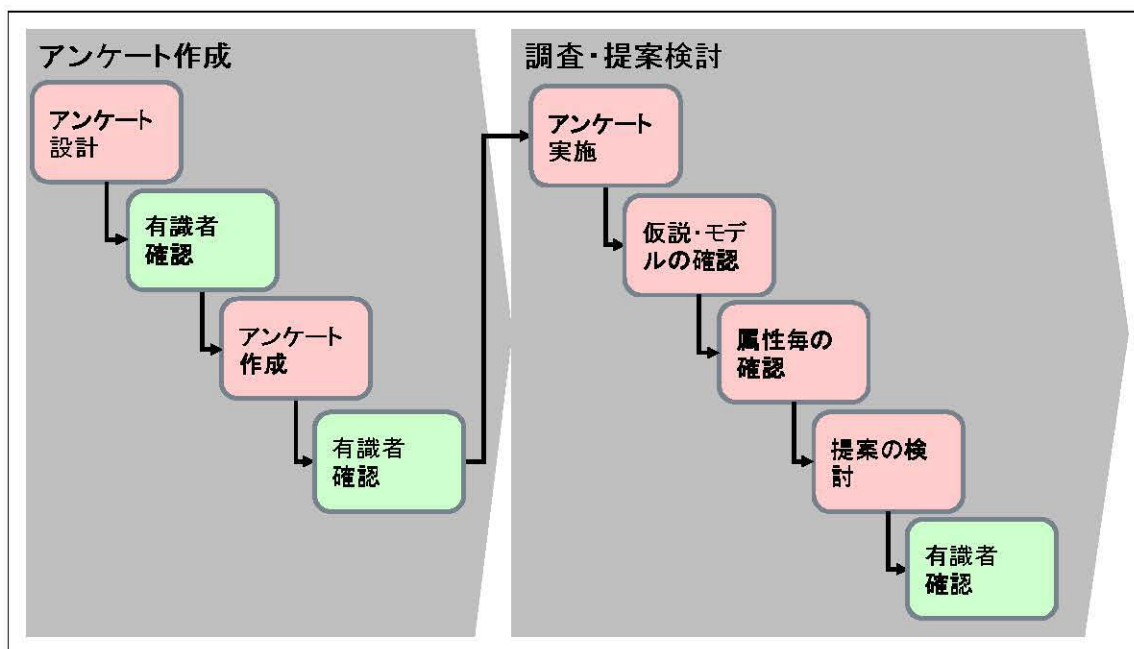 アンケート作成
アンケート
設計
有識者
確認
アンケート
作成
有識者
確認
調査・提案検討
アンケート
実施
仮説・モデ
ルの確認
属性毎の
確認
提案の検
討
有識者
確認